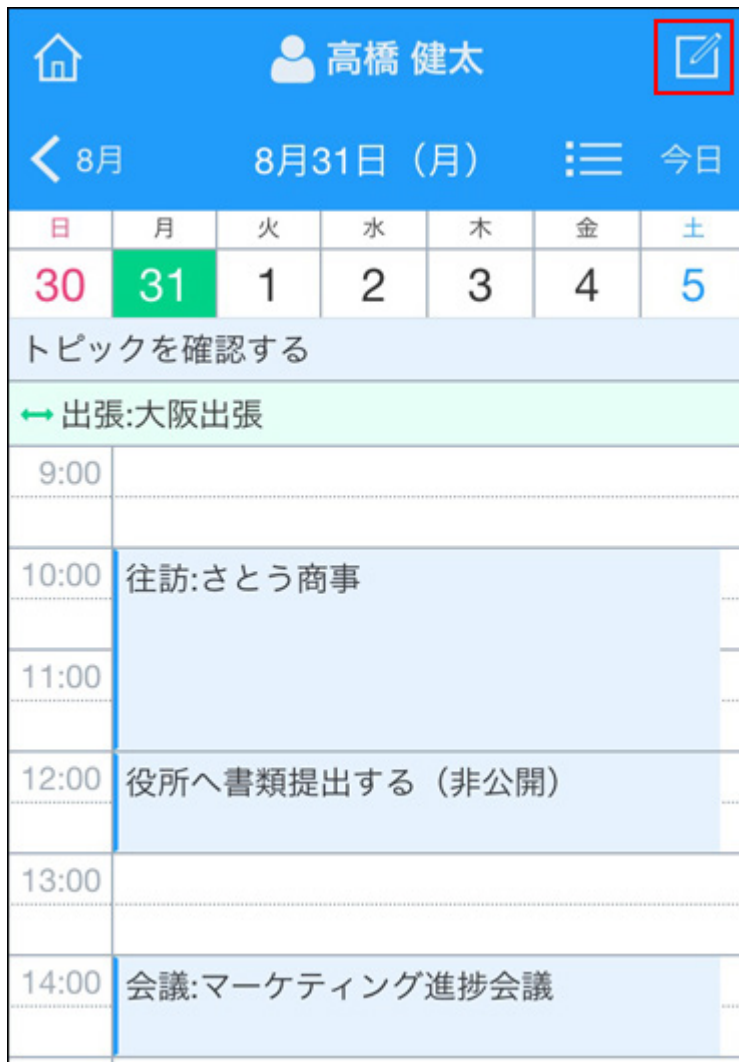 高橋 健太
8月 8月31日（月） 今日
日 月 火 水 木 金 土
30 31 1 2 3 4 5
トピックを確認する
出張:大阪出張
9:00
10:00 往訪:さとう商事
11:00
12:00 役所へ書類提出する（非公開）
13:00
14:00 会議:マーケティング進捗会議